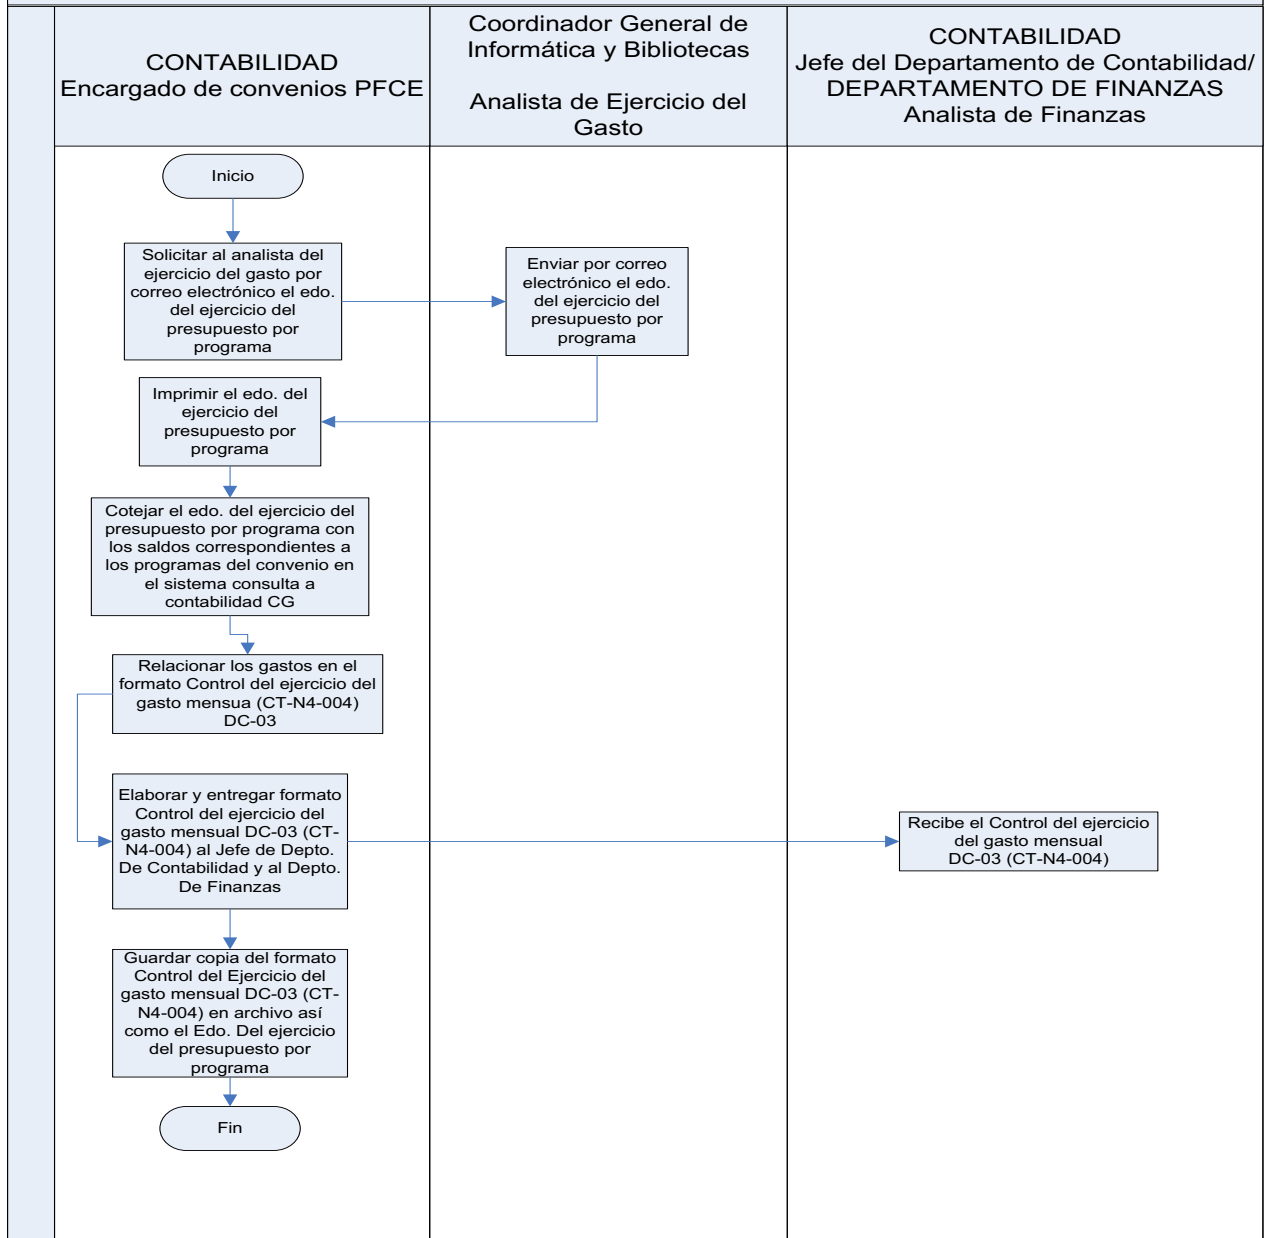 CONTABILIDAD
Encargado de convenios PFCE
Coordinador General de
Informática y Bibliotecas
Analista de Ejercicio del
Gasto
CONTABILIDAD
Jefe del Departamento de Contabilidad/
DEPARTAMENTO DE FINANZAS
Analista de Finanzas
Inicio
Solicitar al analista del
ejercicio del gasto por
correo electrónico el edo.
del ejercicio del
presupuesto por
programa
Enviar por correo
electrónico el edo.
del ejercicio del
presupuesto por
programa
Imprimir el edo. del
ejercicio del
presupuesto por
programa
Cotejar el edo. del ejercicio del
presupuesto por programa con
los saldos correspondientes a
los programas del convenio en
el sistema consulta a
contabilidad CG
Relacionar los gastos en el
formato Control del ejercicio del
gasto mensua (CT-N4-004)
DC-03
Elaborar y entregar formato
Control del ejercicio del
gasto mensual DC-03 (CT-
N4-004) al Jefe de Depto.
De Contabilidad y al Depto.
De Finanzas
Recibe el Control del ejercicio
del gasto mensual
DC-03 (CT-N4-004)
Guardar copia del formato
Control del Ejercicio del
gasto mensual DC-03 (CT-
N4-004) en archivo así
como el Edo. Del ejercicio
del presupuesto por
programa
Fin